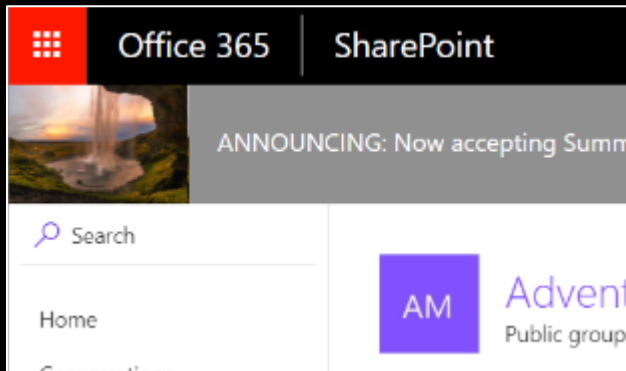 Office 365 SharePoint
ANNOUNCING: Now accepting Summ
Search
AM
Advent
Public group
Home